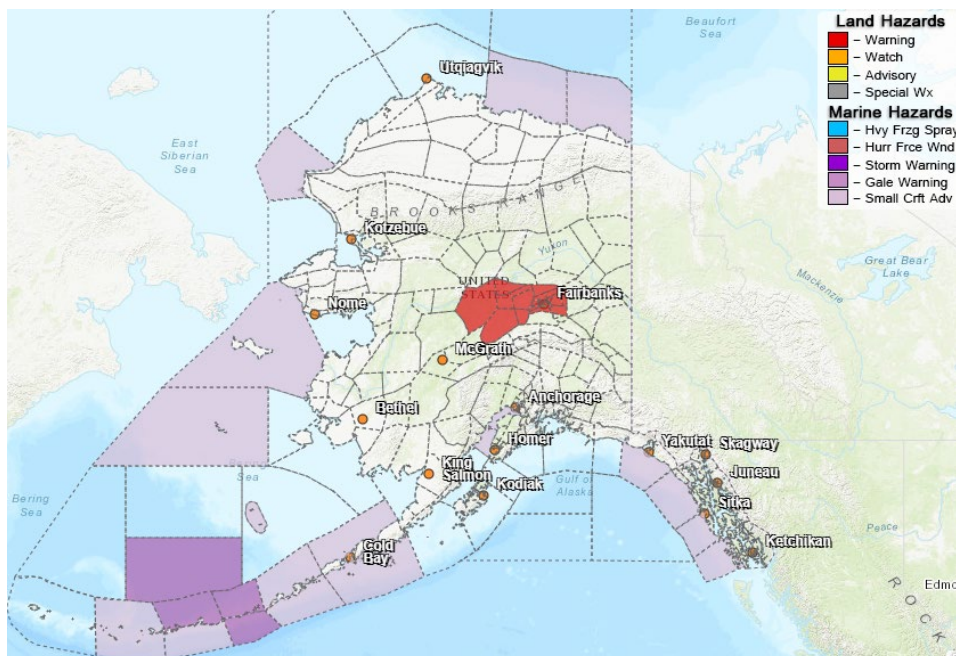 Beaufort
Sea
Land Hazards
– Warning
– Watch
– Advisory
– Special Wx
Marine Hazards
– Hvy Frzg Spray
– Hurr Frce Wnd
– Storm Warning
– Gale Warning
– Small Crft Adv
Utqiagvik
East
Siberian Sea
BROOKS RANGE
Kotzebue
Yukon
Great Bear
Lake
Mackenzie
UNITED
STATES
Fairbanks
Nome
McGrath
Anchorage
Bethel
Homer
Yakutat
Skagway
King
Salmon
Juneau
Kodiak
Gulf of
Alaska
Sitka
Bering
Sea
Sea
Peace
Cold
Bay
Ketchikan
Edmo
ROCK